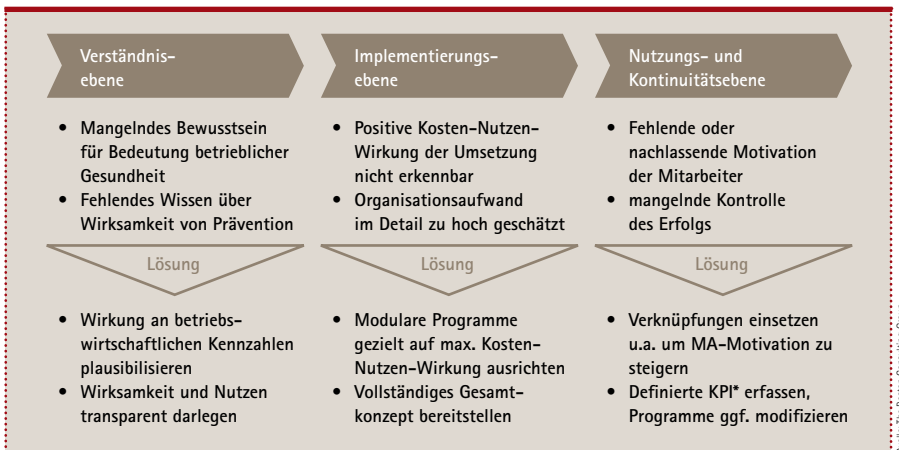 Verständnis-
ebene
Mangelndes Bewusstsein
für Bedeutung betrieblicher
Gesundheit
Fehlendes Wissen über
Wirksamkeit von Prävention
Lösung
Wirkung an betriebs-
wirtschaftlichen Kennzahlen
plausibilisieren
Wirksamkeit und Nutzen
transparent darlegen
Implementierungs-
ebene
Positive Kosten-Nutzen-
Wirkung der Umsetzung
nicht erkennbar
Organisationsaufwand
im Detail zu hoch geschätzt
Lösung
Modulare Programme
gezielt auf max. Kosten-
Nutzen-Wirkung ausrichten
Vollständiges Gesamt-
konzept bereitstellen
Nutzungs- und
Kontinuitätsebene
Fehlende oder
nachlassende Motivation
der Mitarbeiter
mangelnde Kontrolle
des Erfolgs
Lösung
Verknüpfungen einsetzen
u.a. um MA-Motivation zu
steigern
Definierte KPI* erfassen,
Programme ggf. modifizieren